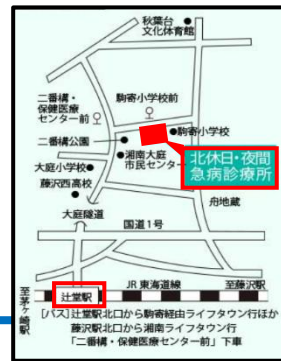 秋葉台
文化体育館
二番構・
保健医療
センター前
駒寄小学校前
二番構公園
駒寄小学校
大庭小学校
湘南大庭
市民センター
北休日・夜間
急病診療所
藤沢西高校
舟地蔵
大庭隧道
国道1号
至茅ヶ崎駅
辻堂駅
JR 東海道線
至藤沢駅
[バス]辻堂駅北口から駒寄経由ライフタウン行ほか
藤沢駅北口から湘南ライフタウン行
「二番構・保健医療センター前」下車